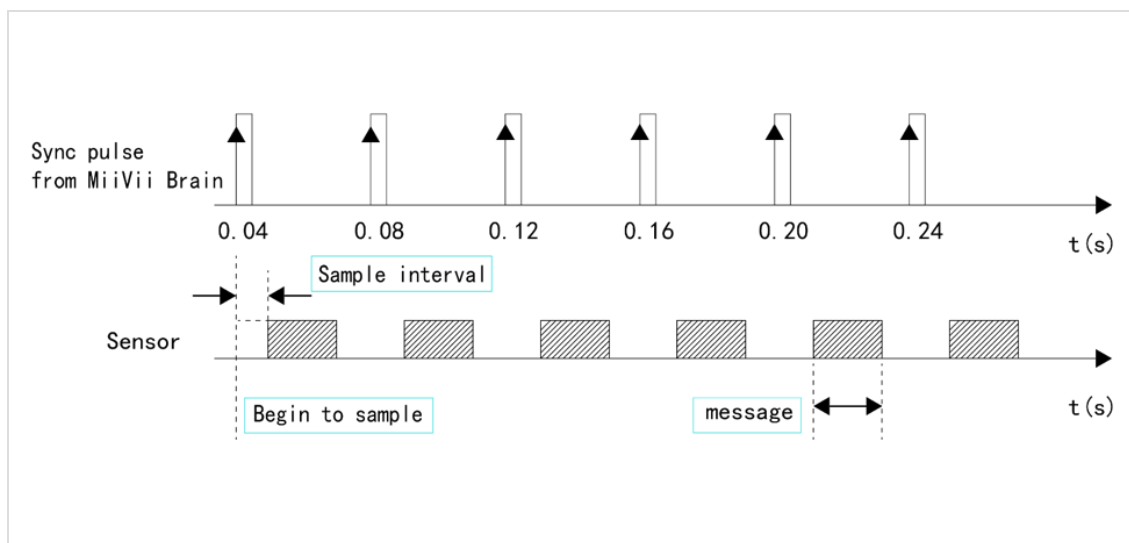 Sync pulse
from MiiVii Brain
0.04 0.08 0.12 0.16 0.20 0.24
t(s)
Sample interval
Sensor
Begin to sample
message
t(s)